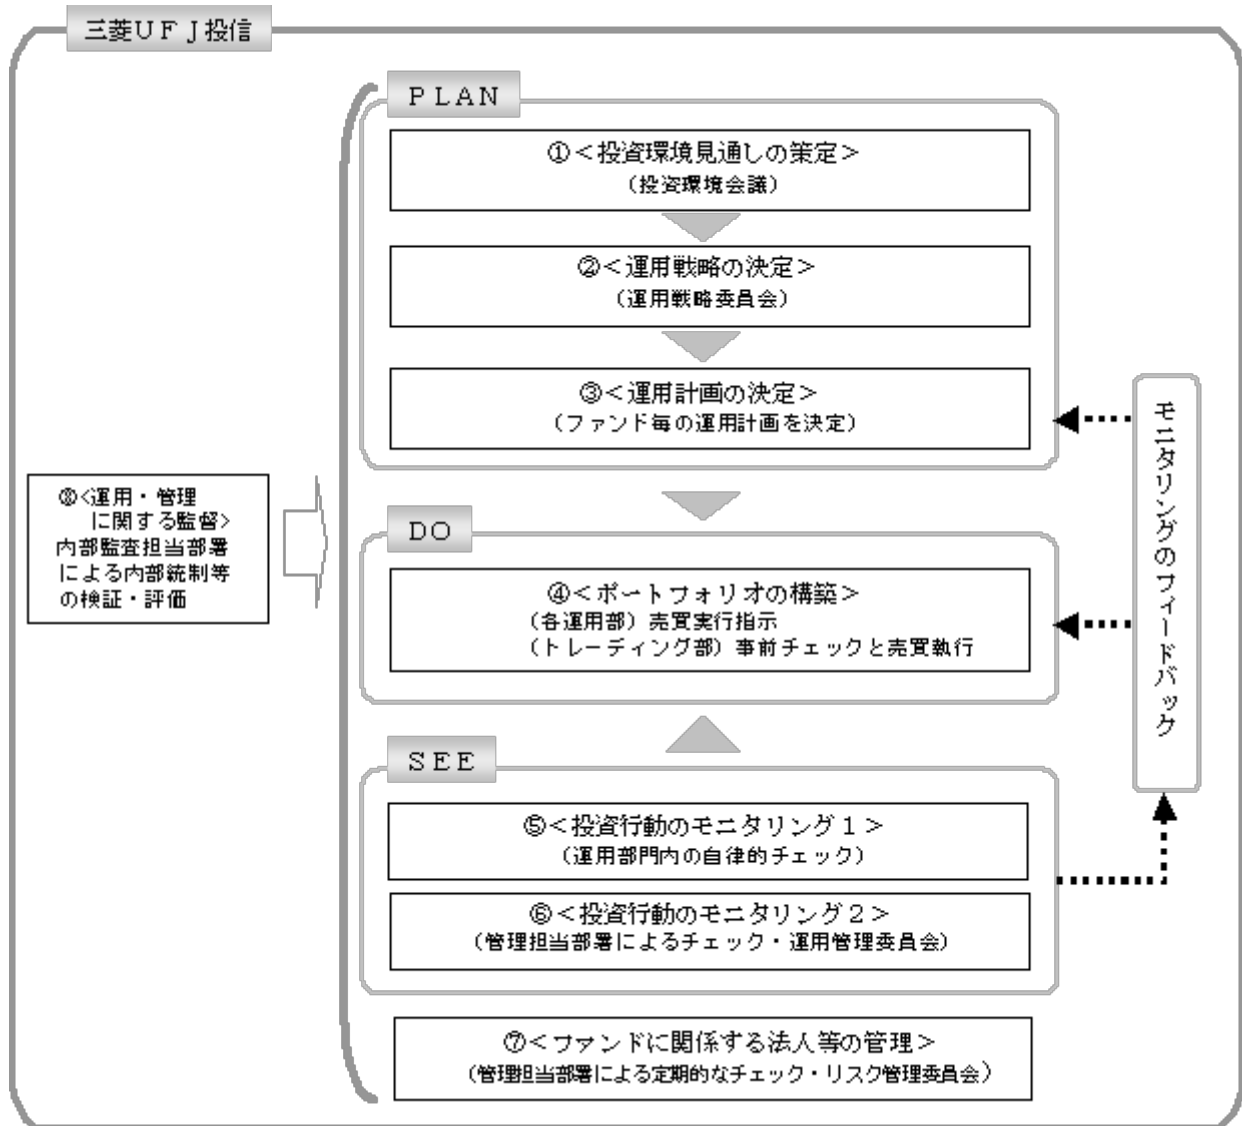 三菱ＵＦＪ投信
ＰＬＡＮ
①＜投資環境見通しの策定＞
（投資環境会議）
②＜運用戦略の決定＞
（運用戦略委員会）
③＜運用計画の決定＞
（ファンド毎の運用計画を決定）
モニタリングのフィードバック
⑧<運用・管理
に関する監督>
内部監査担当部署
による内部統制等
の検証・評価
ＤＯ
④＜ポートフォリオの構築＞
（各運用部）売買実行指示
（トレーディング部）事前チェックと売買執行
ＳＥＥ
⑤＜投資行動のモニタリング１＞
（運用部門内の自律的チェック）
⑥＜投資行動のモニタリング２＞
（管理担当部署によるチェック・運用管理委員会）
⑦＜ファンドに関係する法人等の管理＞
（管理担当部署による定期的なチェック・リスク管理委員会）